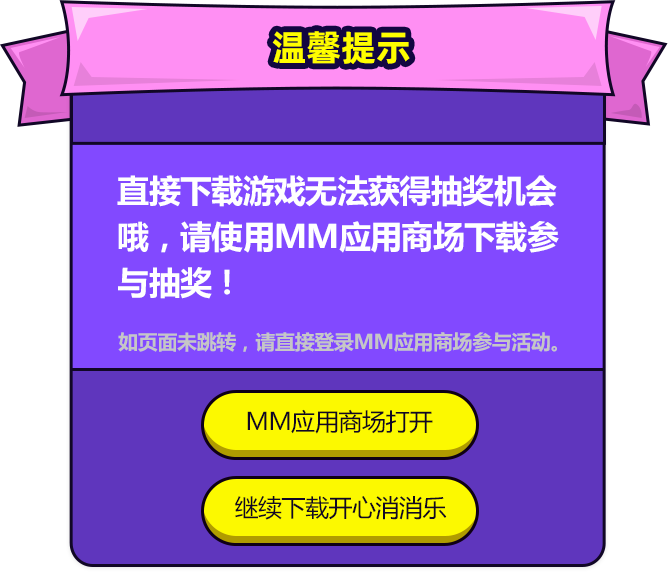 温馨提示
直接下载游戏无法获得抽奖机会
哦，请使用MM应用商场下载参
与抽奖！
如页面未跳转，请直接登录MM应用商场参与活动。
MM应用商场打开
继续下载开心消消乐